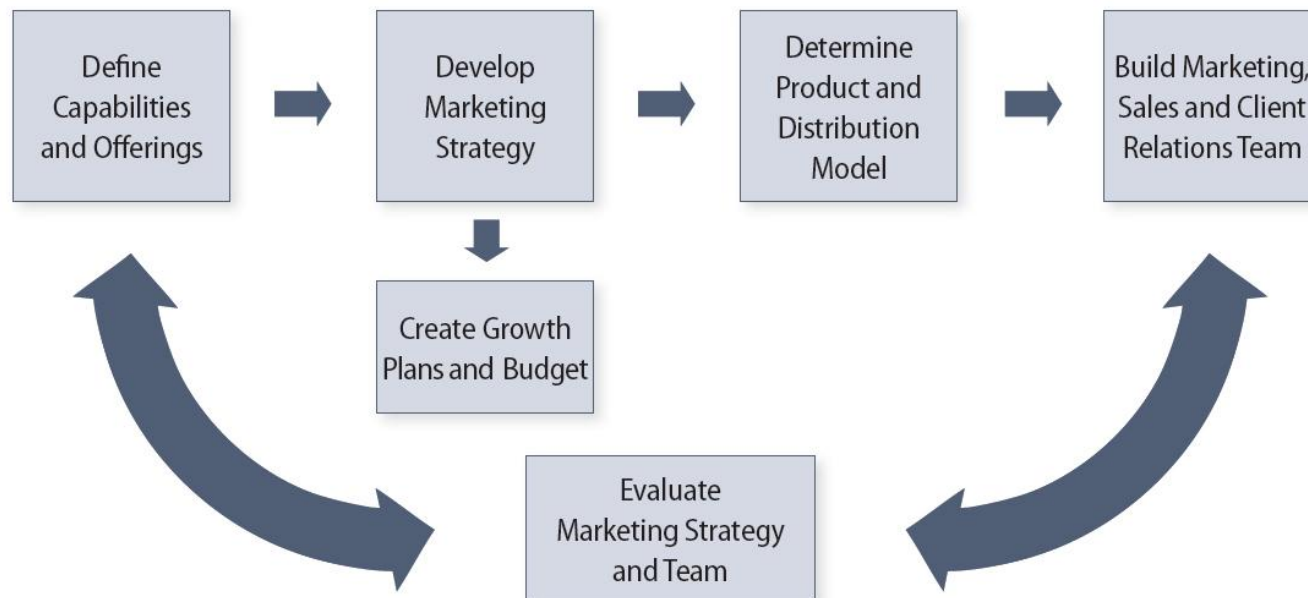 Define
Capabilities
and Offerings
Develop
Marketing
Strategy
Determine
Product and
Distribution
Model
Build Marketing,
Sales and Client
Relations Team
Create Growth
Plans and Budget
Evaluate
Marketing Strategy
and Team